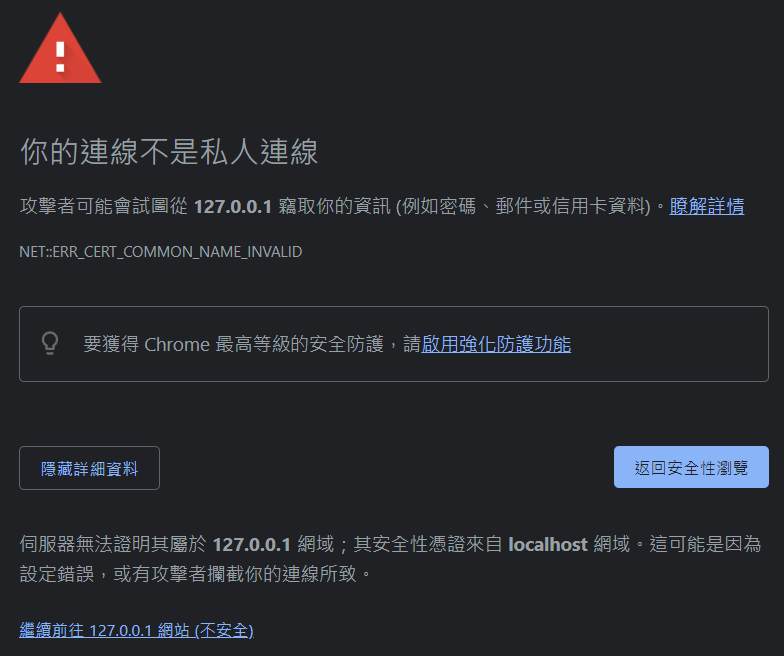 你的連線不是私人連線
攻擊者可能會試圖從 127.0.0.1 竊取你的資訊 (例如密碼、郵件或信用卡資料)。瞭解詳情
NET::ERR_CERT_COMMON_NAME_INVALID
要獲得 Chrome 最高等級的安全防護，請啟用強化防護功能
隱藏詳細資料
返回安全性瀏覽
伺服器無法證明其屬於 127.0.0.1 網域；其安全性憑證來自 localhost 網域。這可能是因為
設定錯誤，或有攻擊者攔截你的連線所致。
繼續前往 127.0.0.1 網站 (不安全)